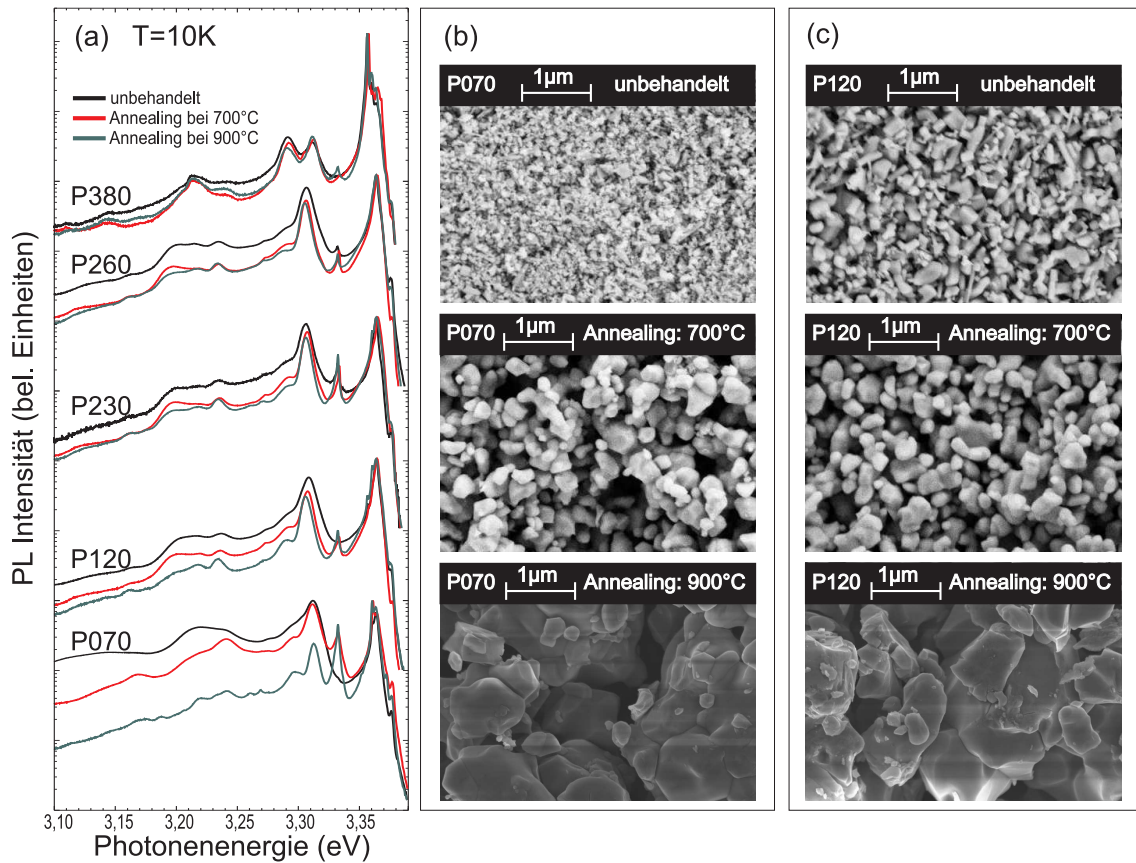 (a) T=10K
unbehandelt
Annealing bei 700°C
Annealing bei 900°C
P380
P260
P230
P120
P070
PL Intensität (bel. Einheiten)
3,10 3,15 3,20 3,25 3,30 3,35
Photonenenergie (eV)
(b)
P070 1µm unbehandelt
P070 1µm Annealing: 700°C
P070 1µm Annealing: 900°C
(c)
P120 1µm unbehandelt
P120 1µm Annealing: 700°C
P120 1µm Annealing: 900°C